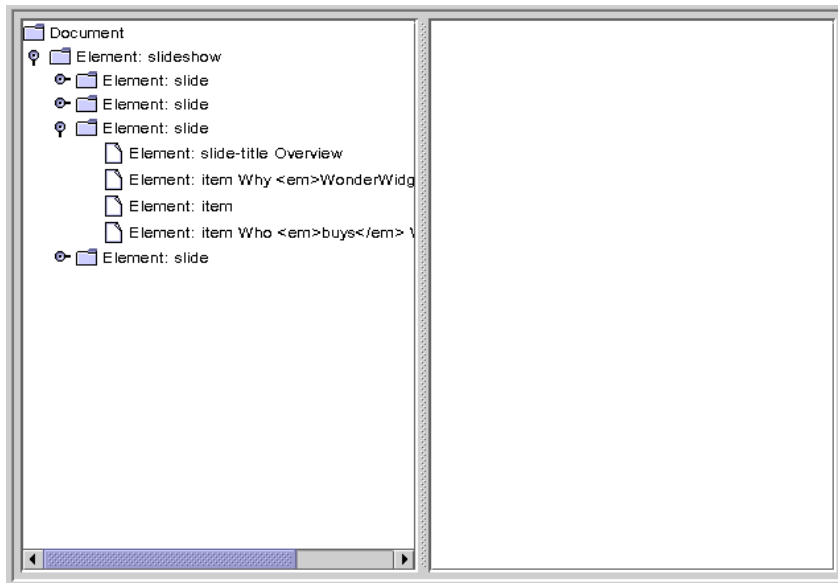 Document
Element: slideshow
Element: slide
Element: slide
Element: slide
Element: slide-title Overview
Element: item Why <em>WonderWidg
Element: item
Element: item Who <em>buys</em>
Element: slide